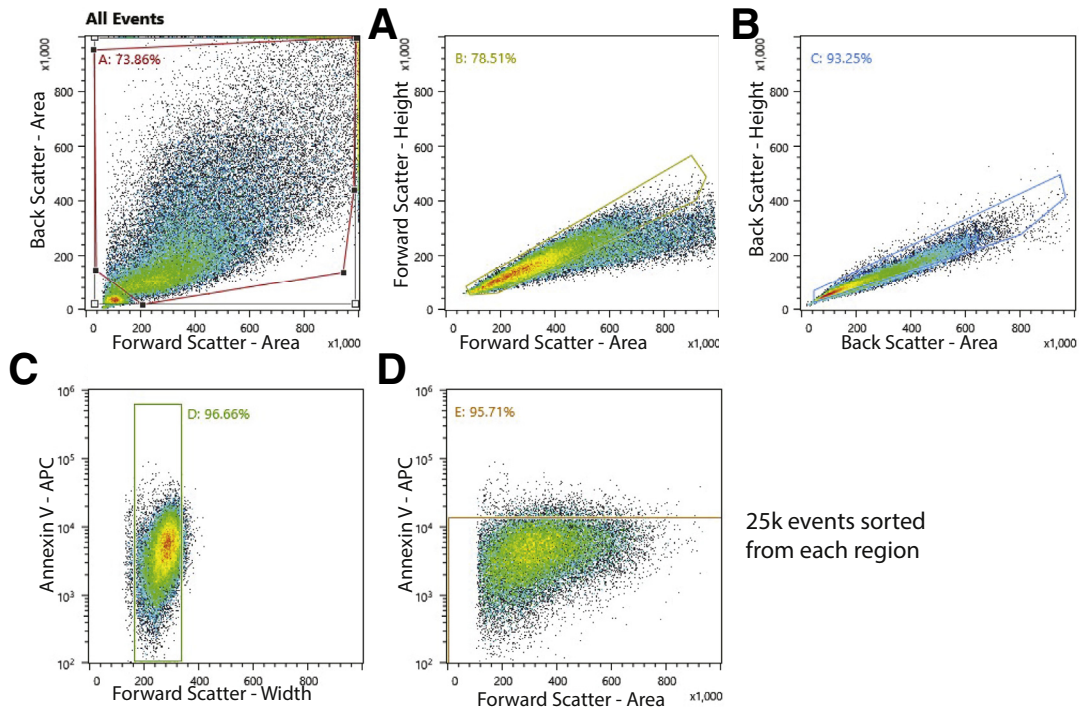 All Events
x1,000
A: 73.86%
800
600
400
200
0
Back Scatter - Area
0 200 400 600 800
Forward Scatter - Area x1,000
A
x1,000
B: 78.51%
800
600
400
200
0
Forward Scatter - Height
0 200 400 600 800
Forward Scatter - Area x1,000
B
x1,000
C: 93.25%
800
600
400
200
0
Back Scatter - Height
0 200 400 600 800
Back Scatter - Area x1,000
C
D: 96.66%
10⁶
10⁵
10⁴
10³
10²
Annexin V - APC
0 200 400 600 800
Forward Scatter - Width
D
E: 95.71%
10⁶
10⁵
10⁴
10³
10²
Annexin V - APC
0 200 400 600 800
Forward Scatter - Area x1,000
25k events sorted
from each region